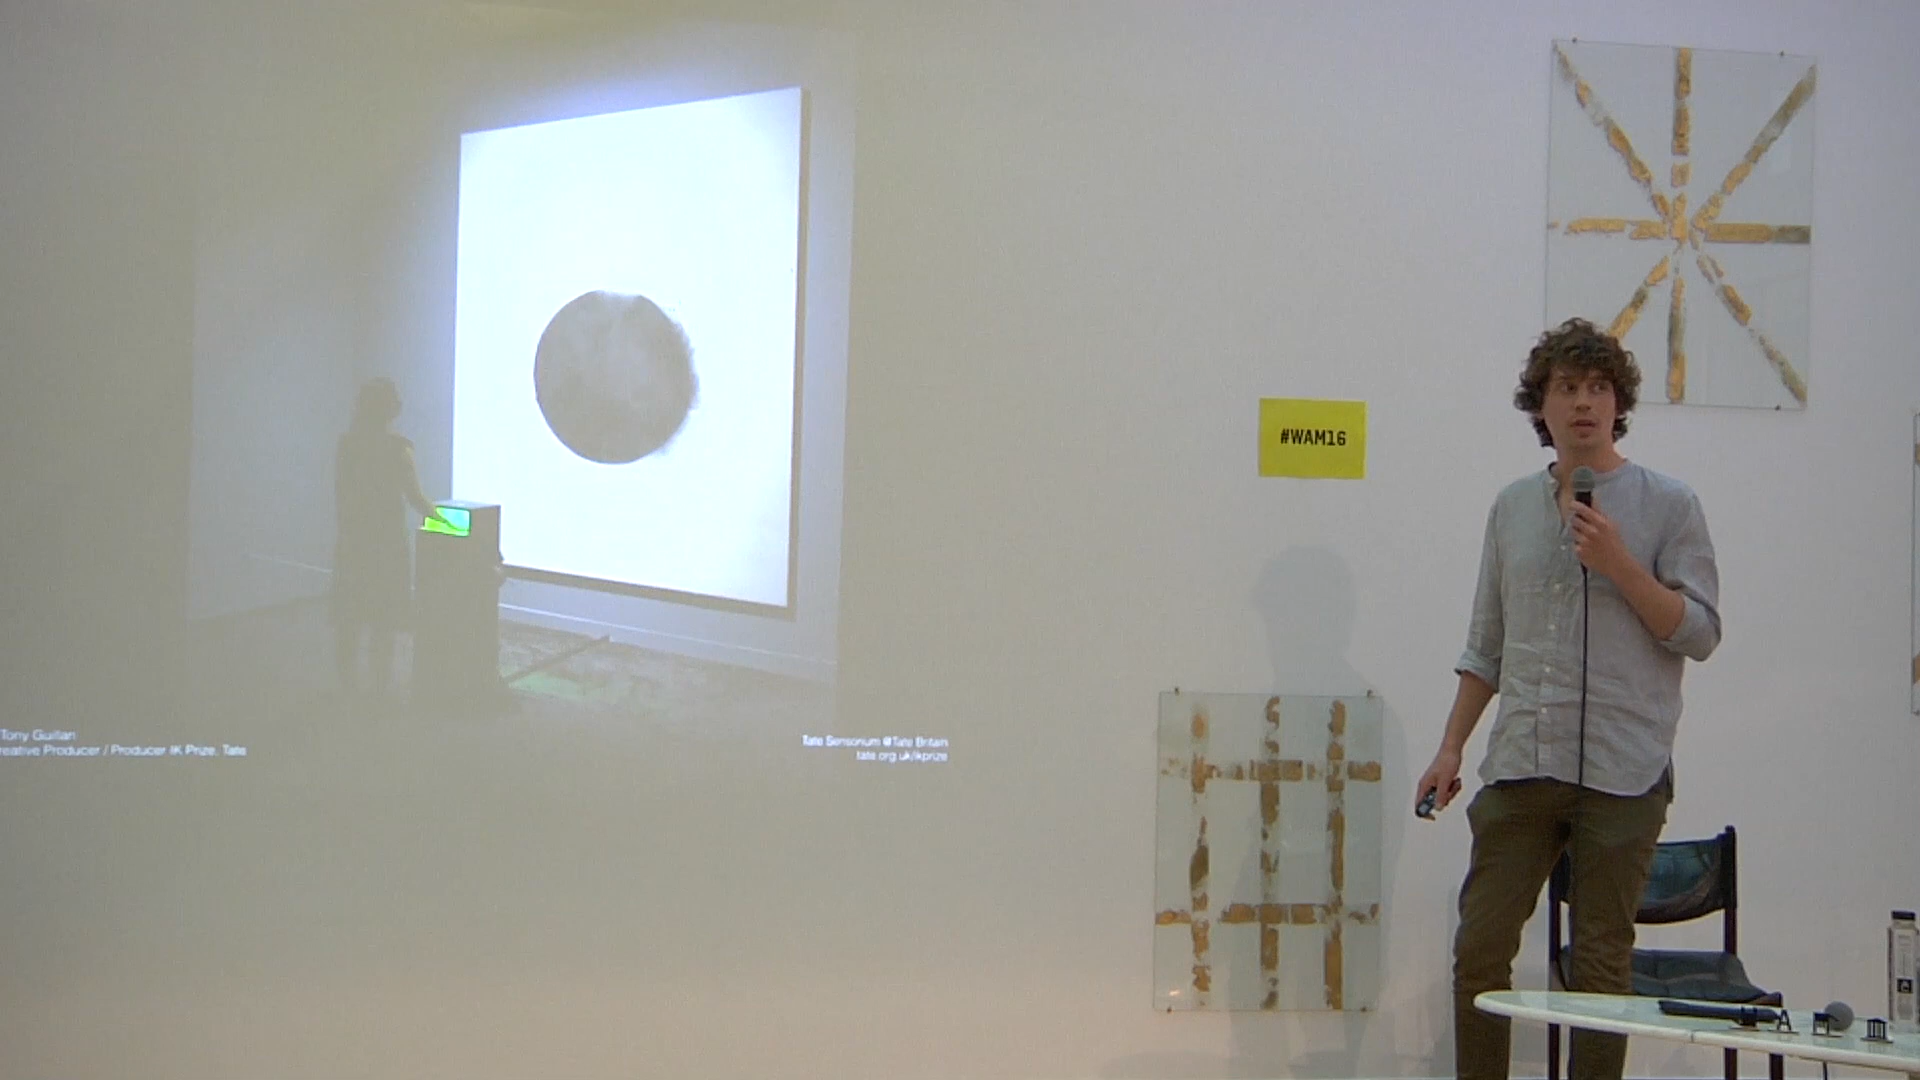 Tony Guillan
reative Producer / Producer IK Prize, Tate
Tate Sensorium @Tate Britain
tate.org.uk/ikprize
#WAM16